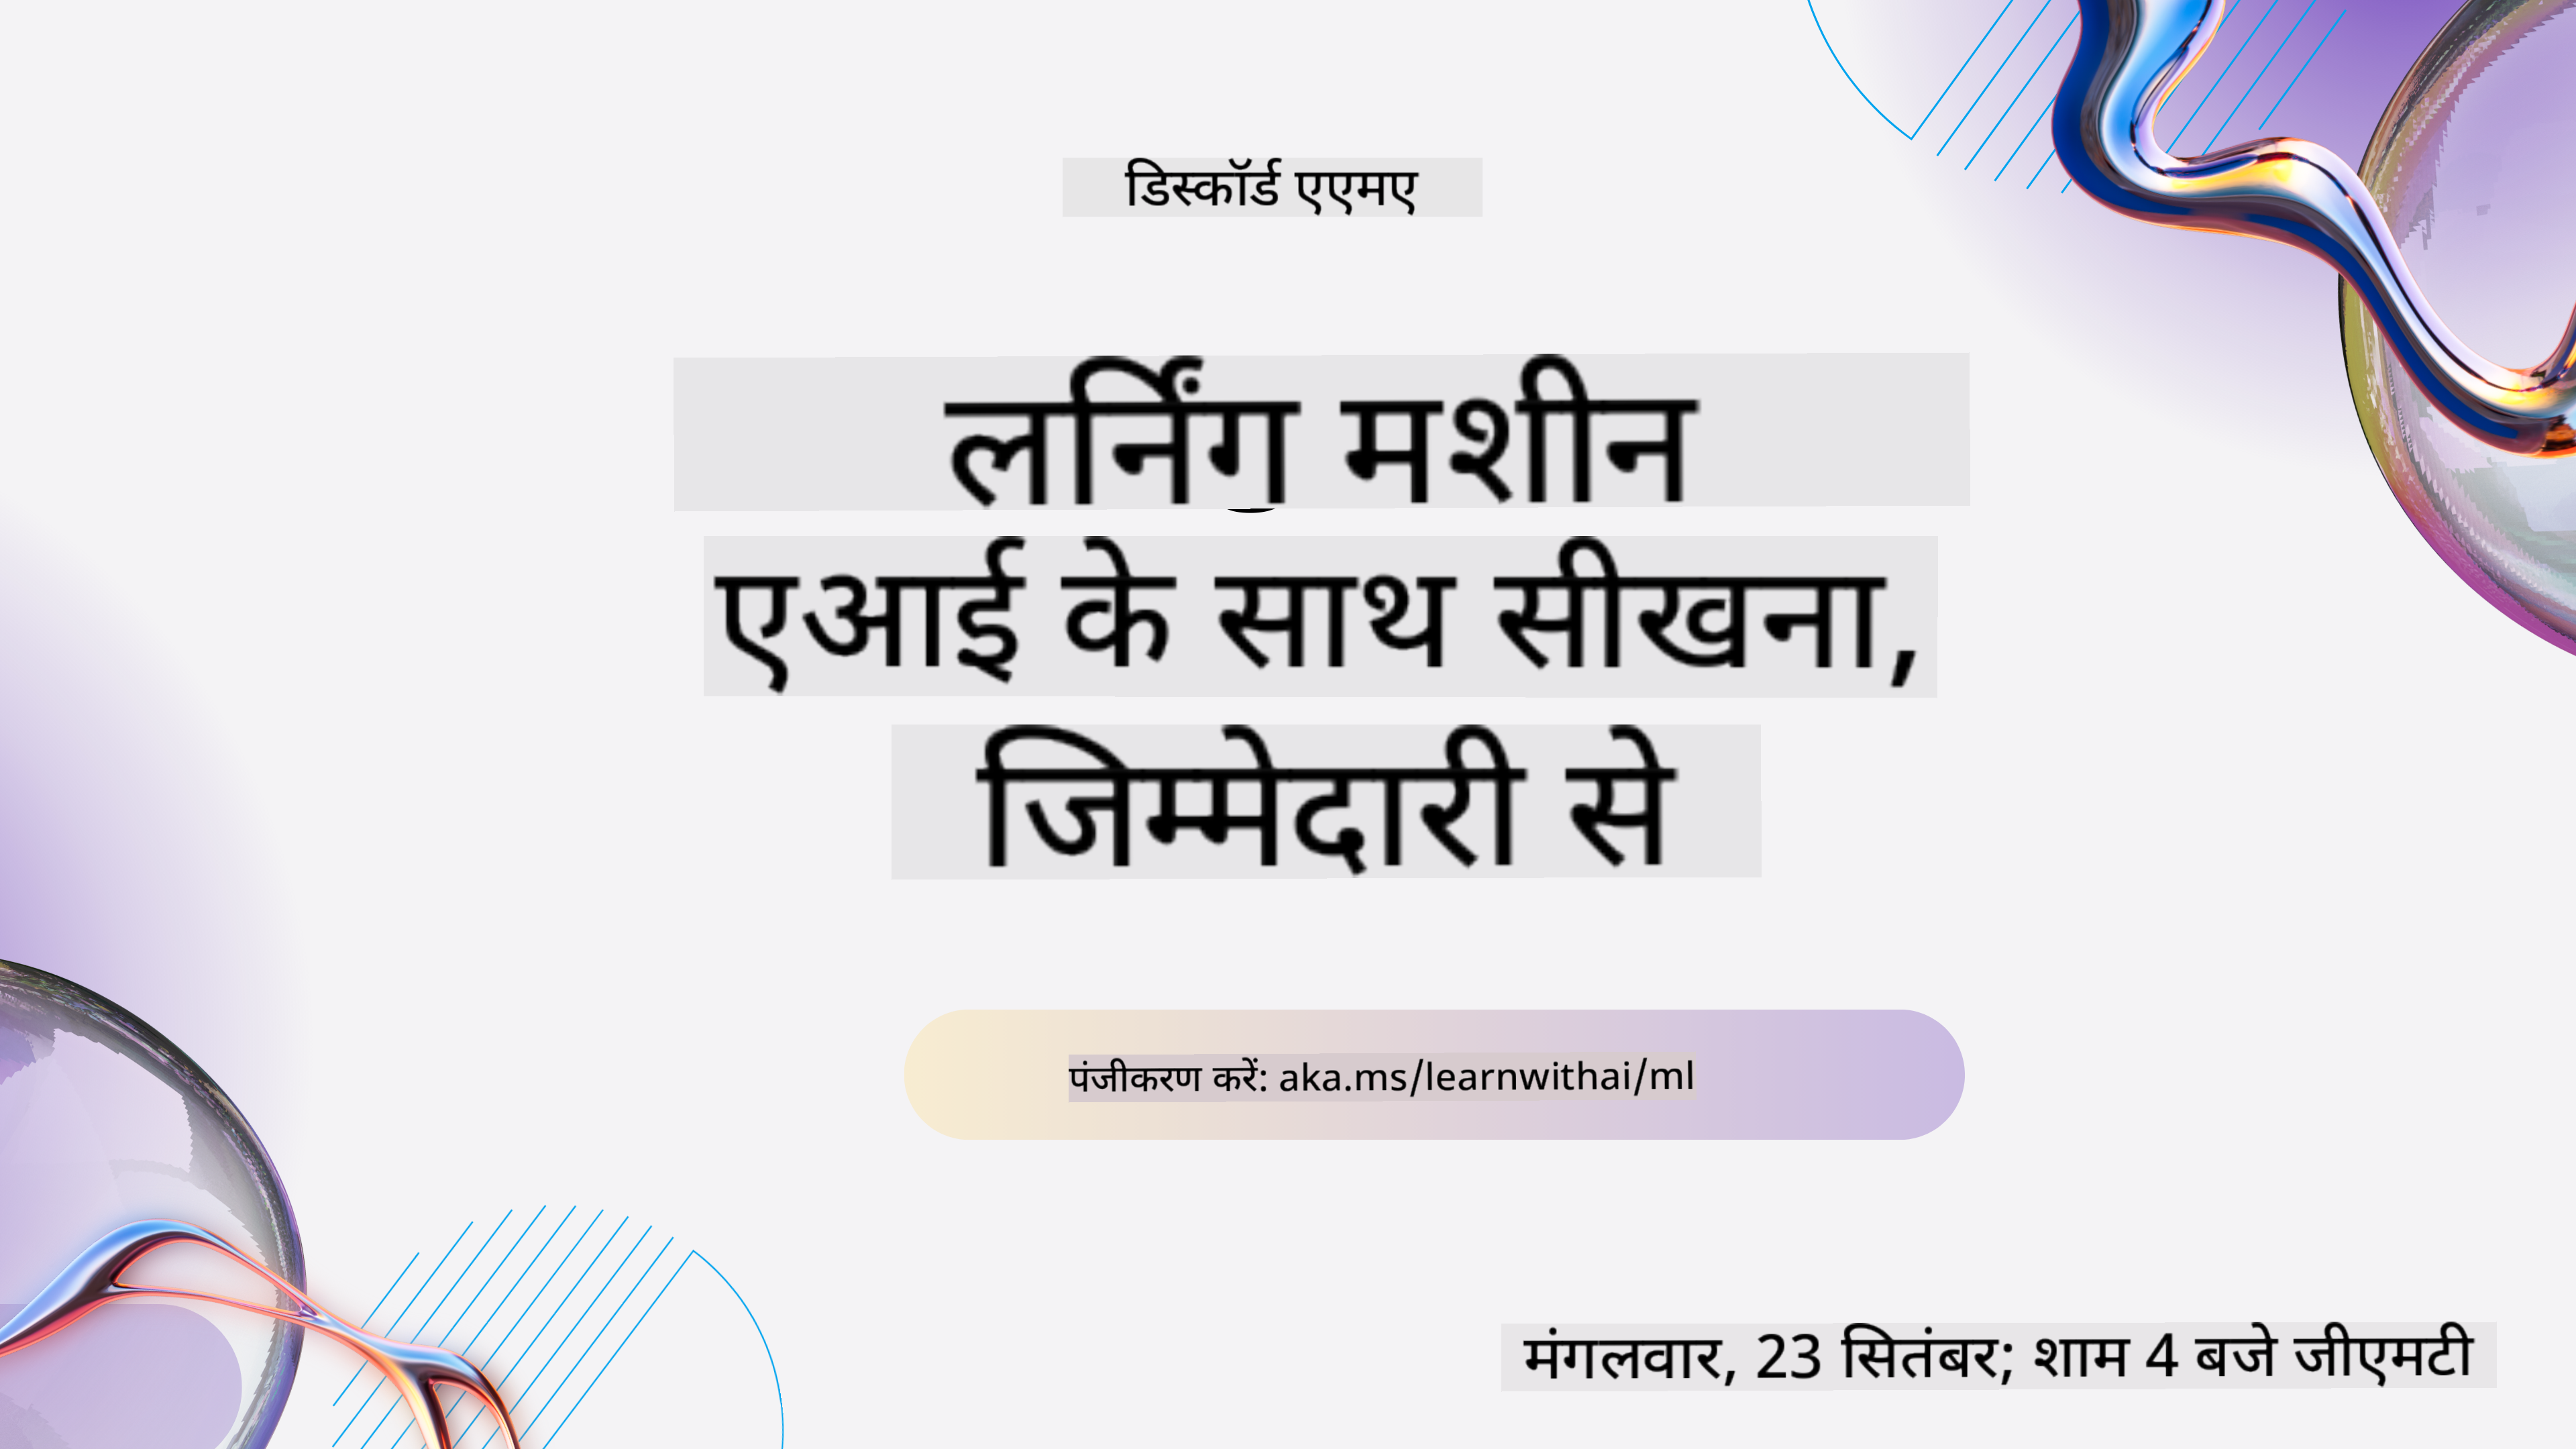 डिस्कॉर्ड एएमए
लर्निंग मशीन
एआई के साथ सीखना,
जिम्मेदारी से
पंजीकरण करें: aka.ms/learnwithai/ml
मंगलवार, 23 सितंबर; शाम 4 बजे जीएमटी